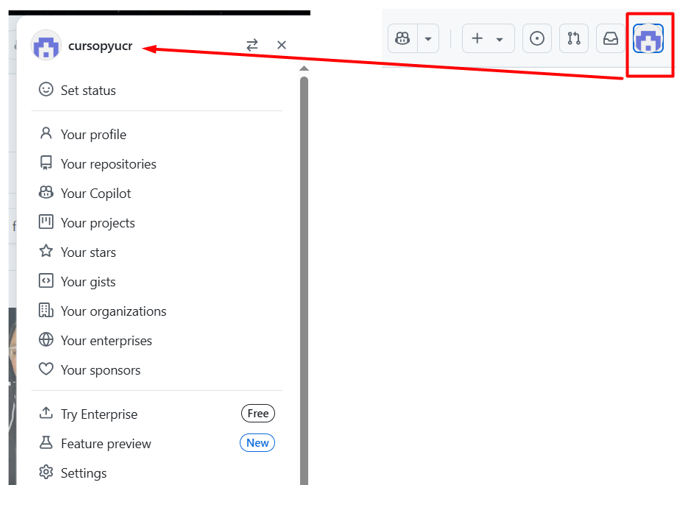 cursopyucr
Set status
Your profile
Your repositories
Your Copilot
Your projects
Your stars
Your gists
Your organizations
Your enterprises
Your sponsors
Try Enterprise Free
Feature preview New
Settings